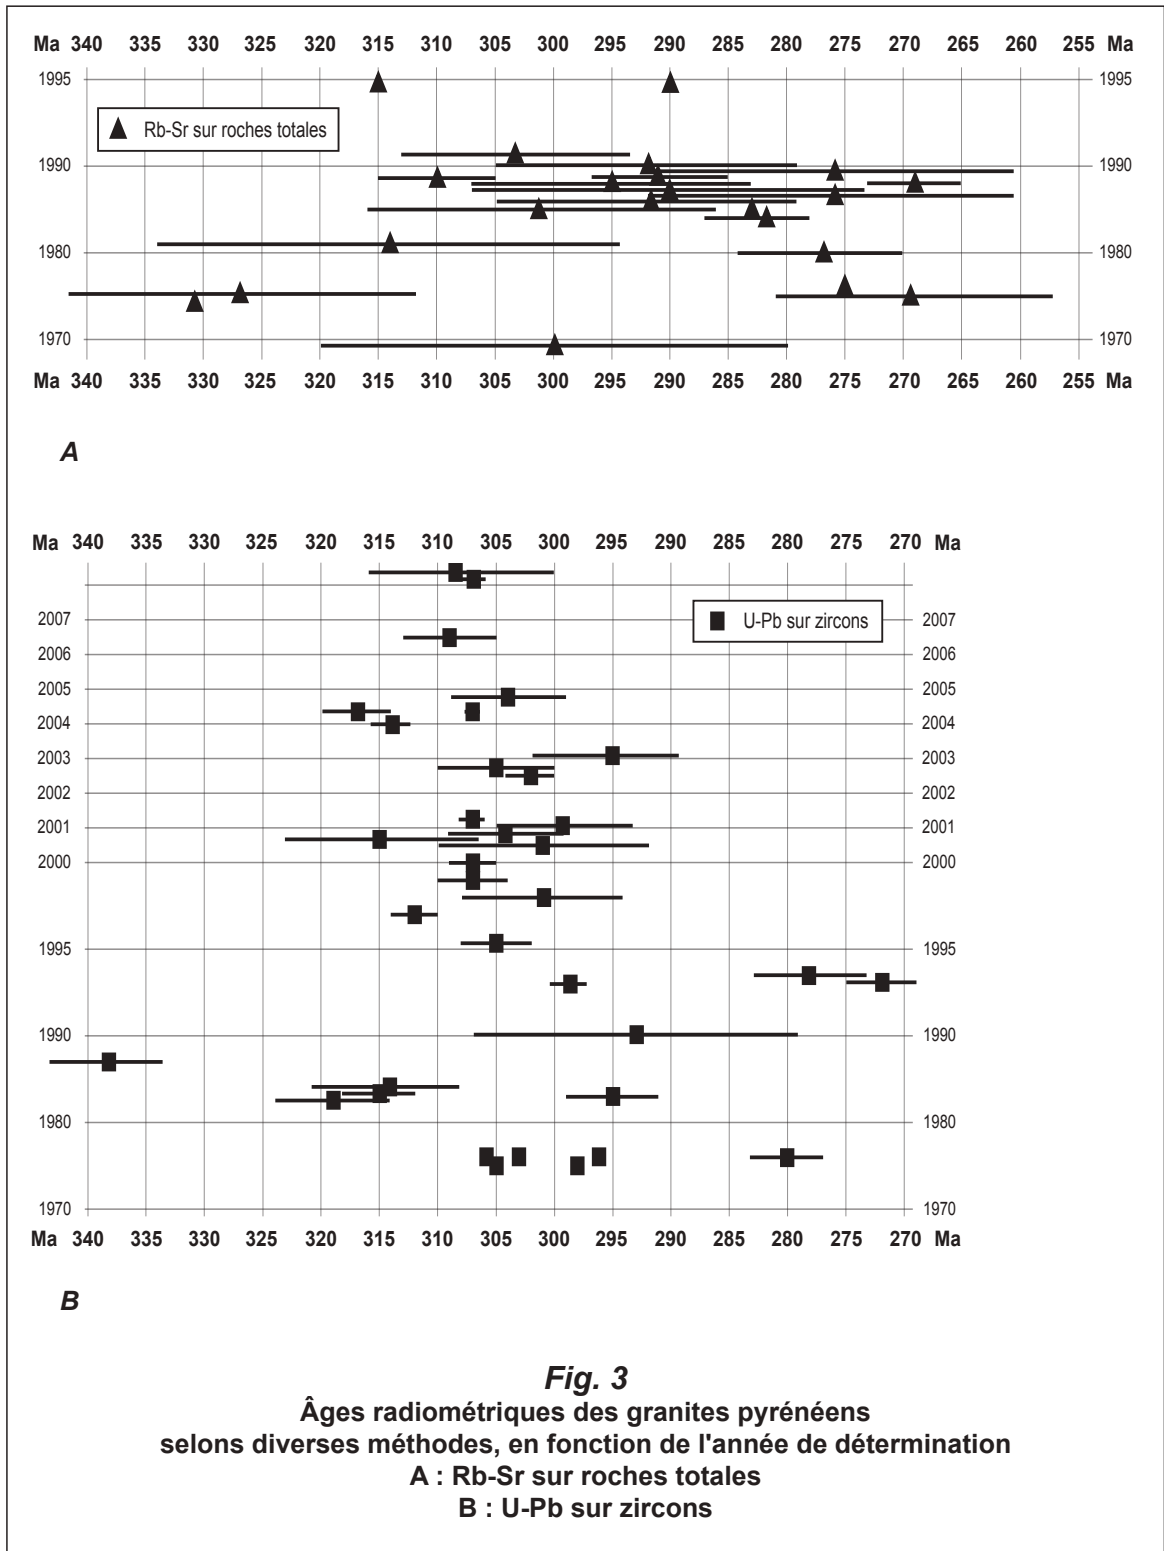 Ma 340 335 330 325 320 315 310 305 300 295 290 285 280 275 270 265 260 255 Ma
1995 1995
Rb-Sr sur roches totales
1990 1990
1980 1980
1970 1970
Ma 340 335 330 325 320 315 310 305 300 295 290 285 280 275 270 265 260 255 Ma
A
Ma 340 335 330 325 320 315 310 305 300 295 290 285 280 275 270 Ma
2007 2007
U-Pb sur zircons
2006 2006
2005 2005
2004 2004
2003 2003
2002 2002
2001 2001
2000 2000
1995 1995
1990 1990
1980 1980
1970 1970
Ma 340 335 330 325 320 315 310 305 300 295 290 285 280 275 270 Ma
B
Fig. 3
Âges radiométriques des granites pyrénéens
selons diverses méthodes, en fonction de l'année de détermination
A : Rb-Sr sur roches totales
B : U-Pb sur zircons